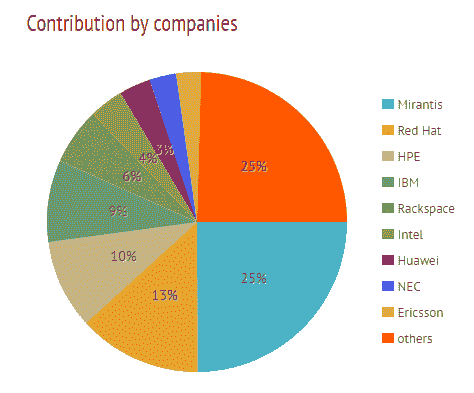 Contribution by companies
25%
25%
13%
10%
9%
6%
4%
3%
Mirantis
Red Hat
HPE
IBM
Rackspace
Intel
Huawei
NEC
Ericsson
others